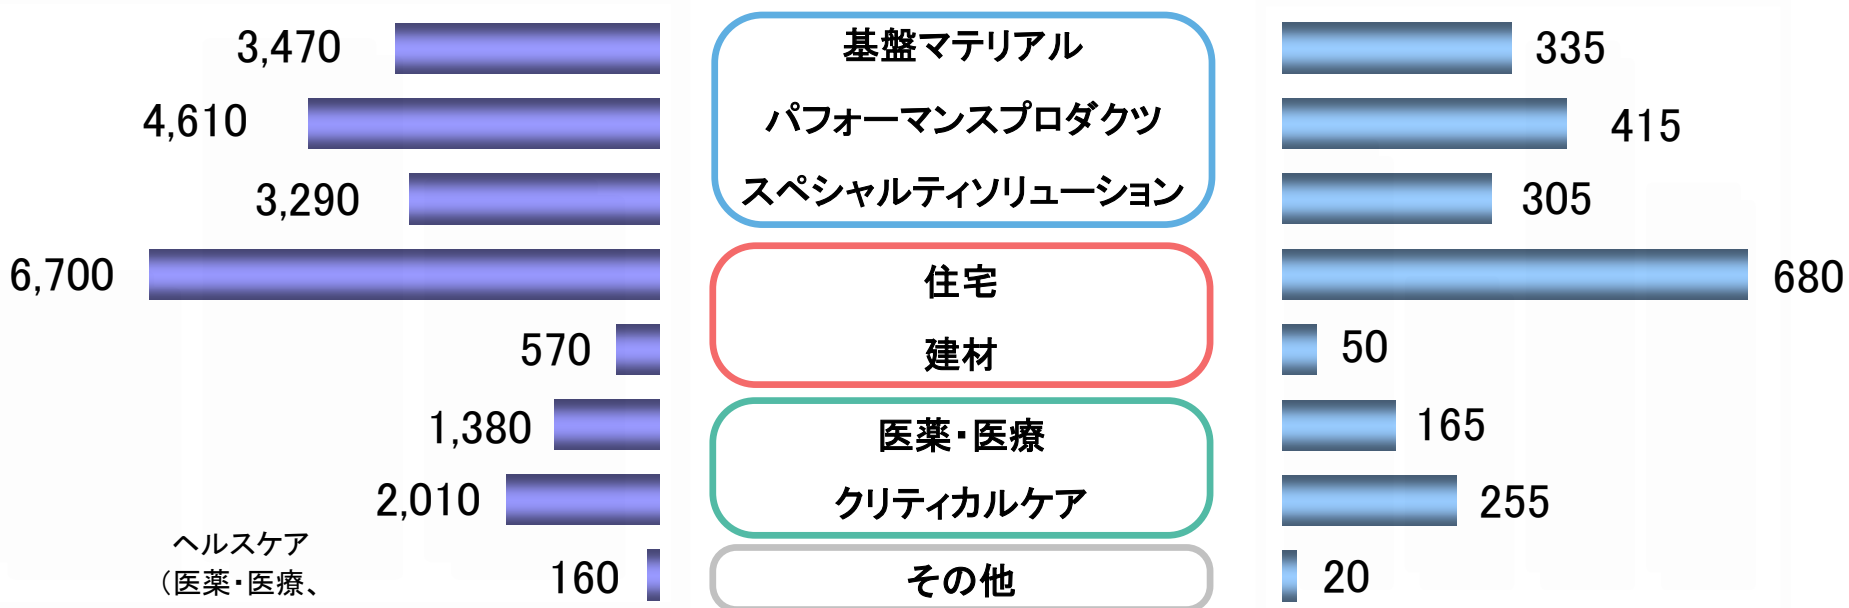 3,470 基盤マテリアル 335
4,610 パフォーマンスプロダクツ 415
3,290 スペシャルティソリューション 305
6,700 住宅 680
570 建材 50
1,380 医薬・医療 165
2,010 クリティカルケア 255
ヘルスケア
（医薬・医療、
160 その他 20